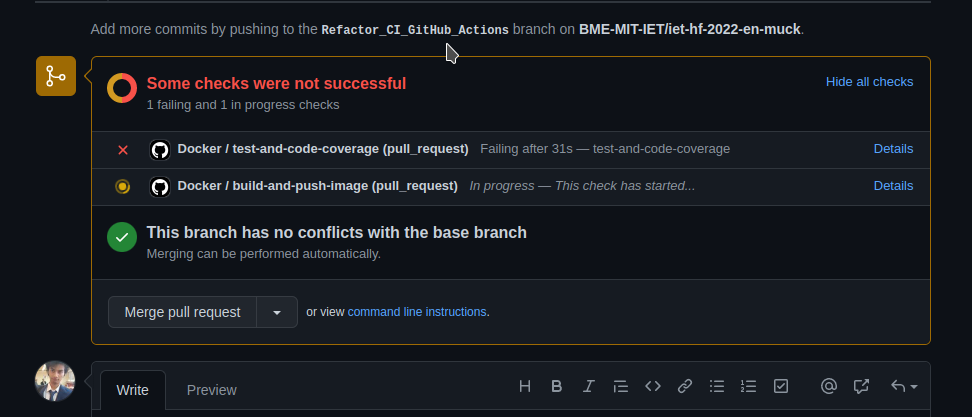 Add more commits by pushing to the Refactor_CI_GitHub_Actions branch on BME-MIT-IET/iet-hf-2022-en-muck.
Some checks were not successful
Hide all checks
1 failing and 1 in progress checks
Docker / test-and-code-coverage (pull_request) Failing after 31s — test-and-code-coverage Details
Docker / build-and-push-image (pull_request) In progress — This check has started... Details
This branch has no conflicts with the base branch
Merging can be performed automatically.
Merge pull request or view command line instructions.
Write Preview